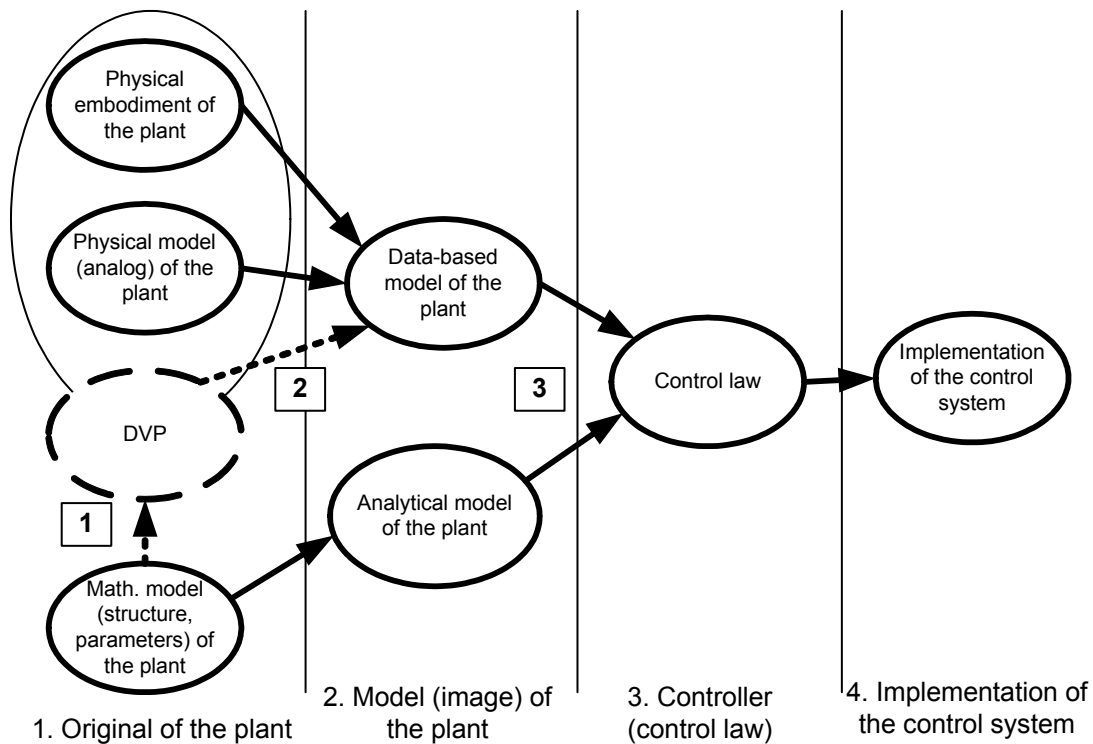 Physical
embodiment of
the plant
Physical model
(analog) of the
plant
DVP
1
Math. model
(structure,
parameters) of
the plant
2
Data-based
model of the
plant
Analytical model
of the plant
3
Control law
Implementation
of the control
system
1. Original of the plant
2. Model (image) of
the plant
3. Controller
(control law)
4. Implementation of
the control system